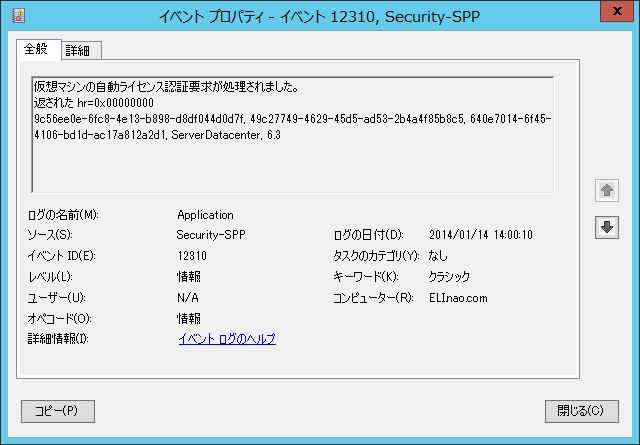 イベント プロパティ - イベント 12310, Security-SPP
x
全般
詳細
仮想マシンの自動ライセンス認証要求が処理されました。
返された hr=0x00000000
9c56ee0e-6fc8-4e13-b898-d8df044d0d7f, 49c27749-4629-45d5-ad53-2b4a4f85b8c5, 640e7014-6f45-
4106-bd1d-ac17a812a2d1, ServerDatacenter, 6.3
ログの名前(M): Application
ソース(S): Security-SPP ログの日付(D): 2014/01/14 14:00:10
イベント ID(E): 12310 タスクのカテゴリ(Y): なし
レベル(L): 情報 キーワード(K): クラシック
ユーザー(U): N/A コンピューター(R): ELInao.com
オペコード(O): 情報
詳細情報(I): イベント ログのヘルプ
コピー(P) 閉じる(C)